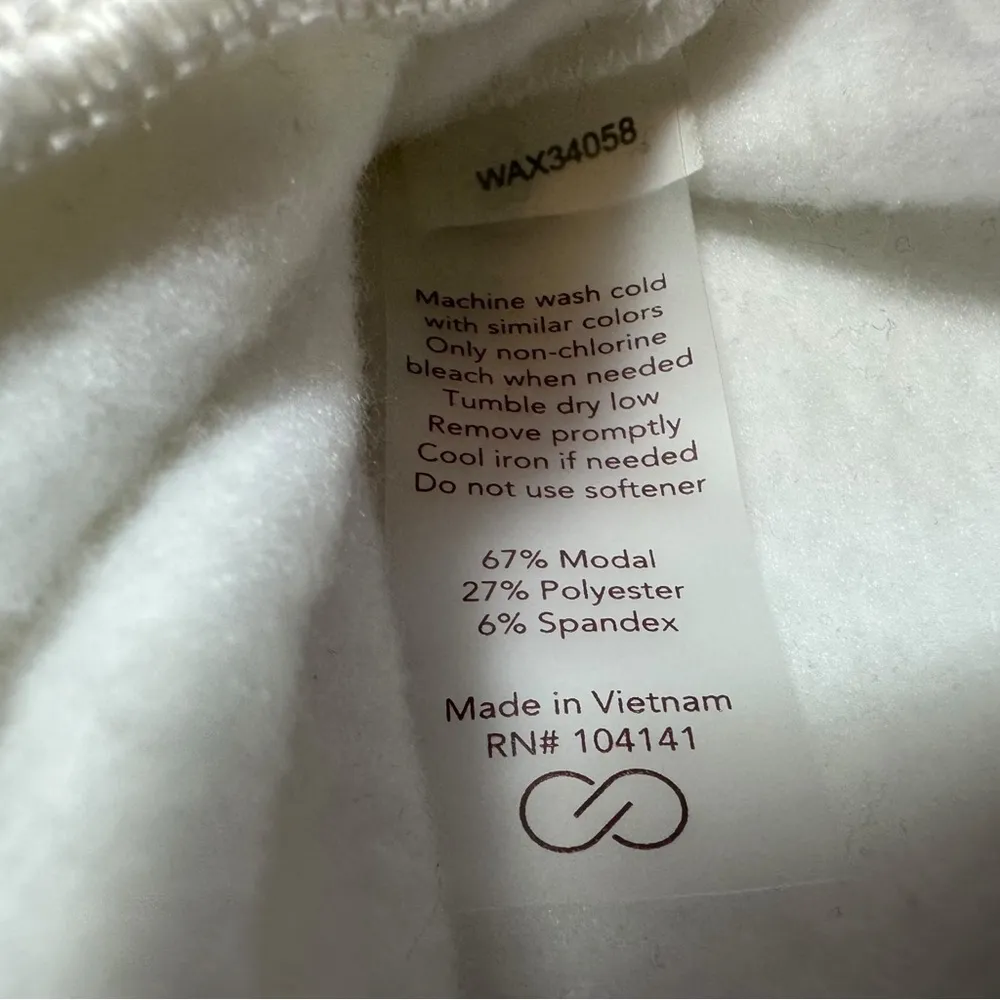 WAX34058
Machine wash cold
with similar colors
Only non-chlorine
bleach when needed
Tumble dry low
Remove promptly
Cool iron if needed
Do not use softener
67% Modal
27% Polyester
6% Spandex
Made in Vietnam
RN# 104141